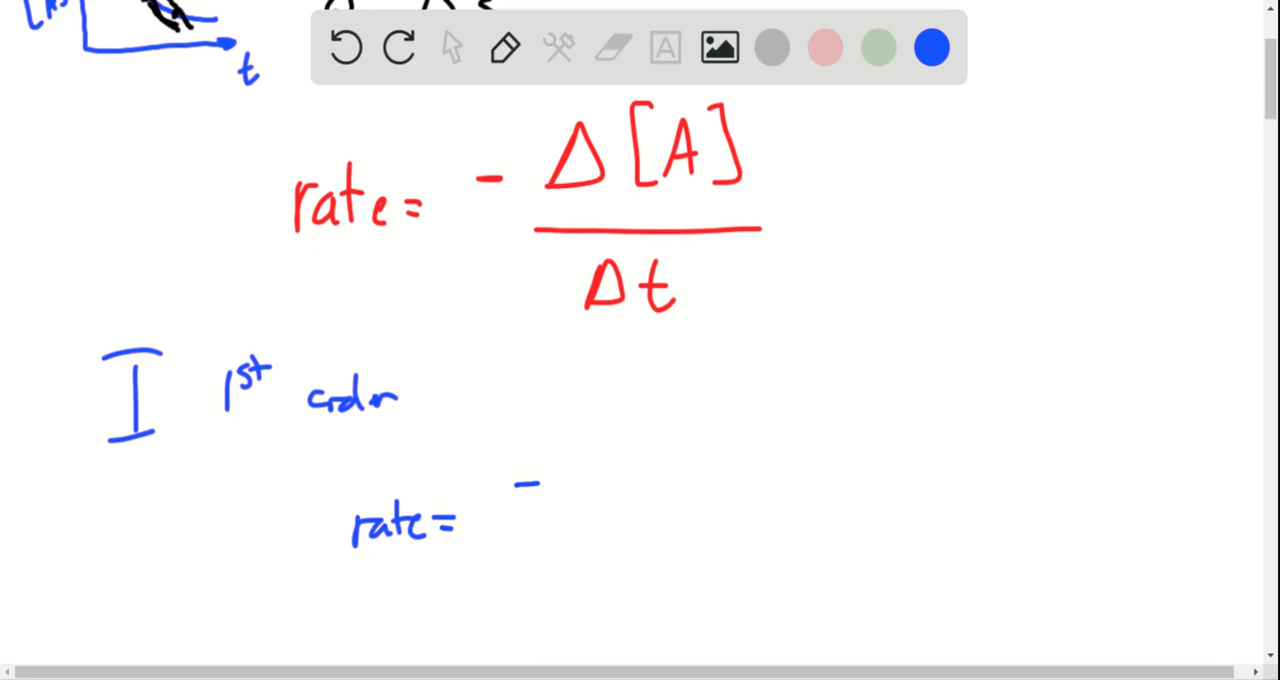 t
rate = - Δ[A]
Δt
I 1st order
rate = -